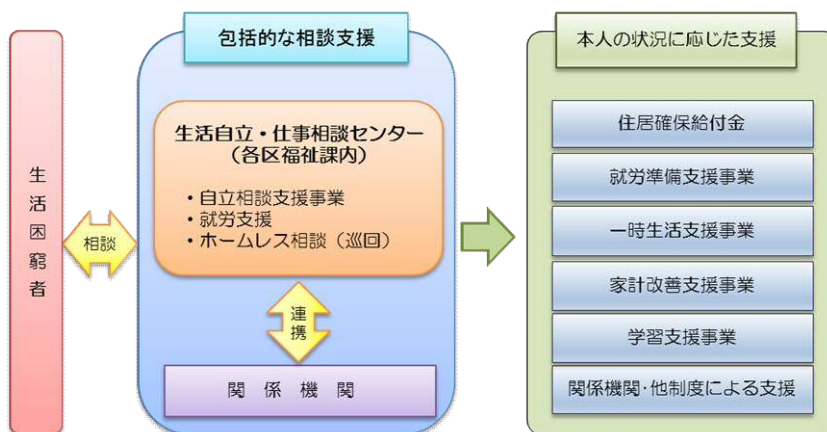 生活困窮者
相談
包括的な相談支援
生活自立・仕事相談センター
(各区福祉課内)
・自立相談支援事業
・就労支援
・ホームレス相談(巡回)
連携
関係機関
本人の状況に応じた支援
住居確保給付金
就労準備支援事業
一時生活支援事業
家計改善支援事業
学習支援事業
関係機関・他制度による支援